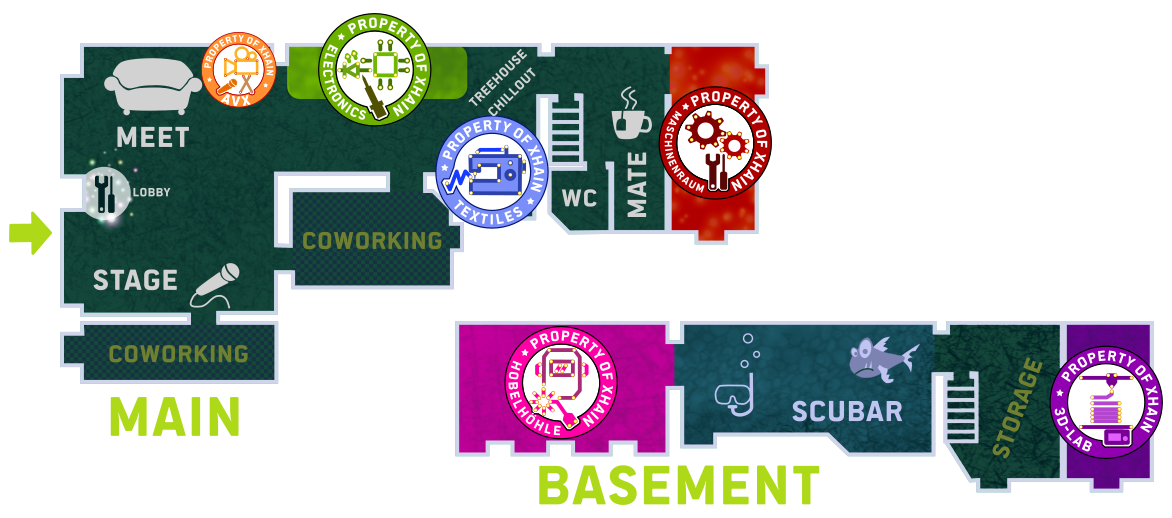 PROPERTY OF XHAIN
AVX
MEET
PROPERTY OF XHAIN
ELECTRONICS
TREEHOUSE
CHILLOUT
PROPERTY OF XHAIN
TEXTILES
WC
MATE
PROPERTY OF XHAIN
MASCHINENRAUM
LOBBY
COWORKING
STAGE
COWORKING
MAIN
PROPERTY OF XHAIN
HOBELHÖHLE
SCUBAR
STORAGE
PROPERTY OF XHAIN
3D-LAB
BASEMENT